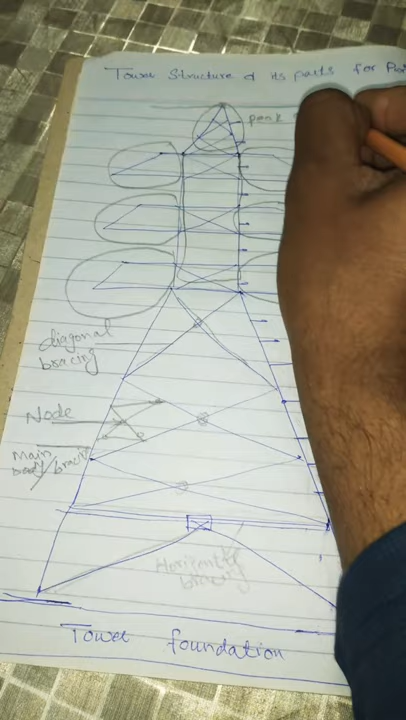 Tower Structure & its parts for
peak
diagonal
bracing
Node
Main
body bracing
Horizontal
bracing
Tower foundation